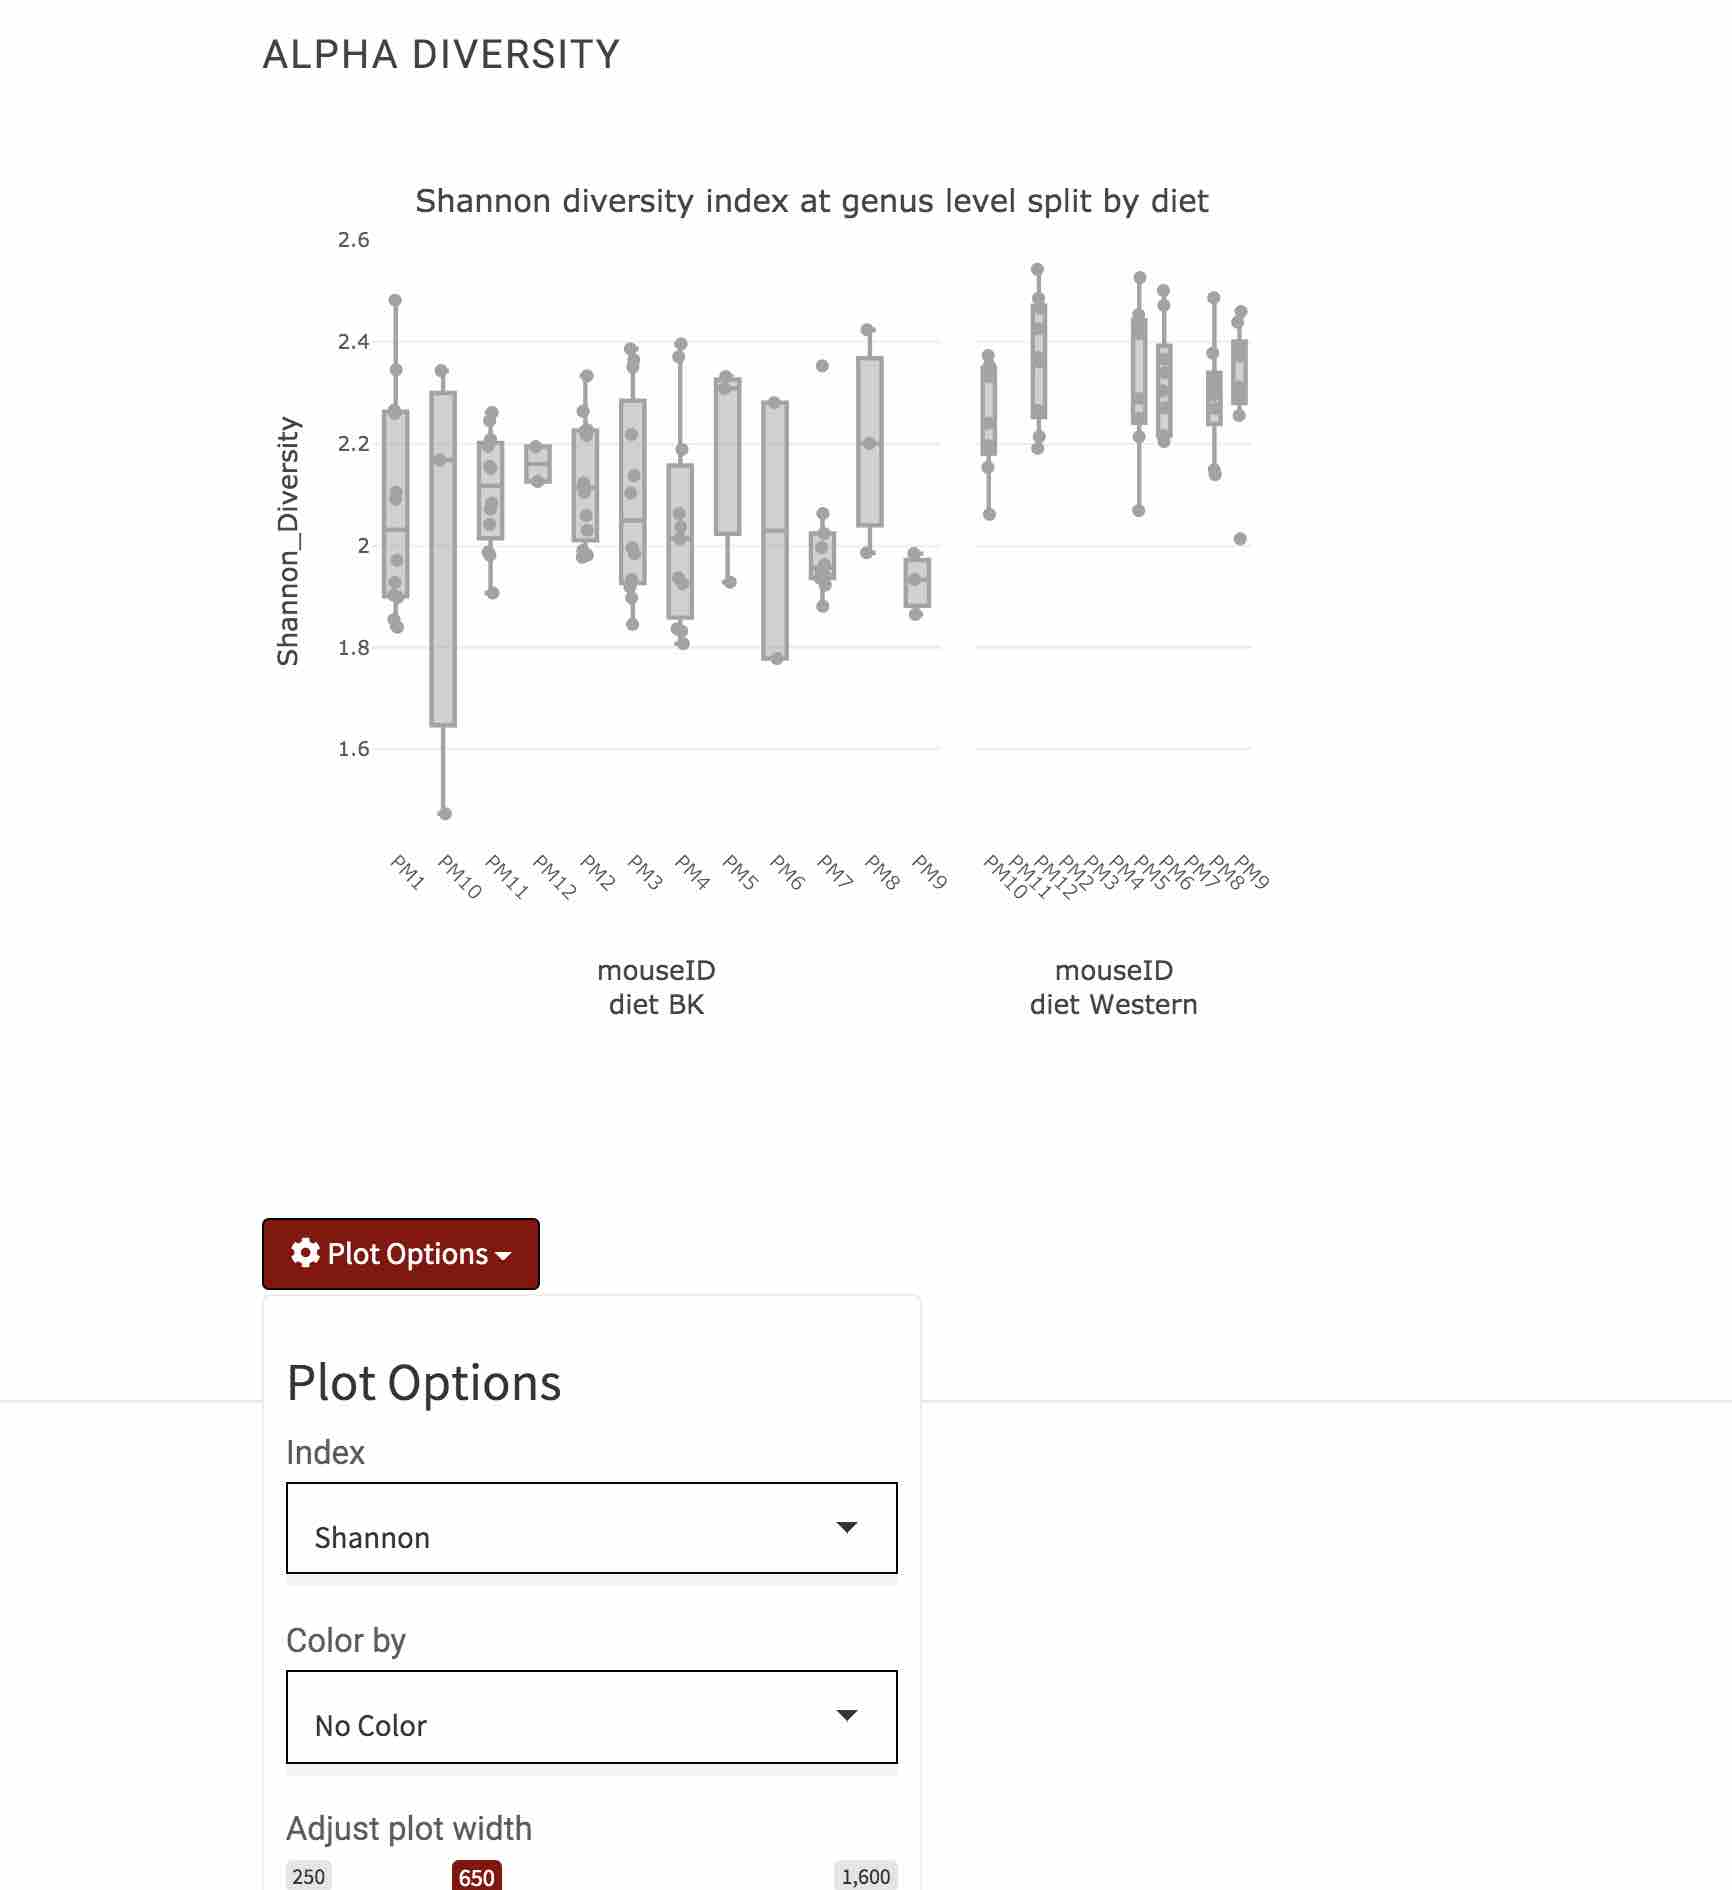 ALPHA DIVERSITY
Shannon diversity index at genus level split by diet
2.6
2.4
2.2
2
1.8
1.6
Shannon_Diversity
PM1
PM10
PM11
PM12
PM2
PM3
PM4
PM5
PM6
PM7
PM8
PM9
PM10
PM11
PM12
PM2
PM3
PM4
PM5
PM6
PM7
PM8
PM9
mouseID
diet BK
mouseID
diet Western
Plot Options
Plot Options
Index
Shannon
Color by
No Color
Adjust plot width
250 650 1,600